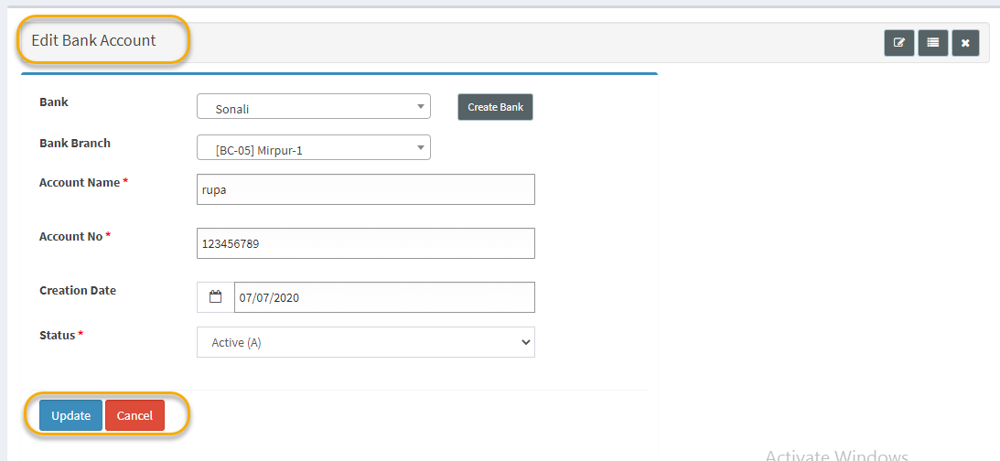 Edit Bank Account
Bank
Sonali
Create Bank
Bank Branch
[BC-05] Mirpur-1
Account Name *
rupa
Account No *
123456789
Creation Date
07/07/2020
Status *
Active (A)
Update Cancel
Activate Windows